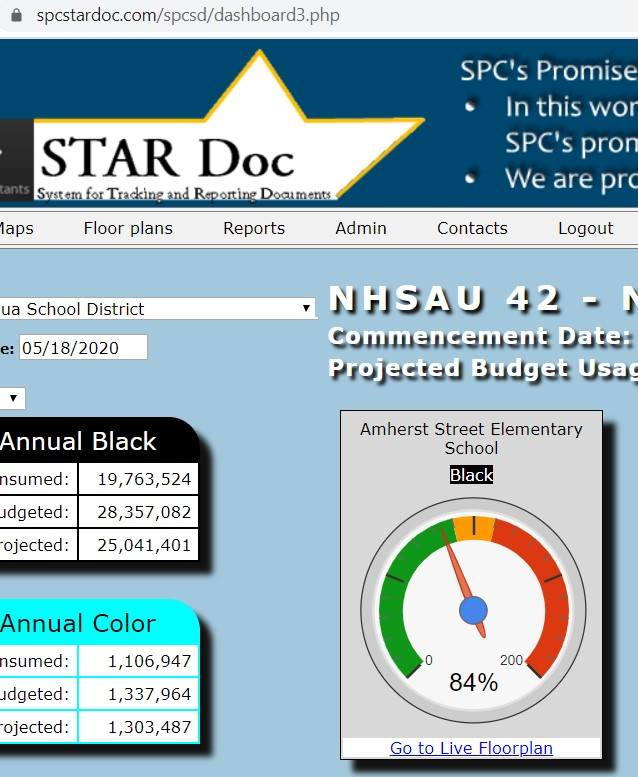 spcstardoc.com/spcsd/dashboard3.php
SPC's Promise
• In this wor
SPC's prom
• We are pro
STAR Doc
tants
System for Tracking and Reporting Documents
Maps Floor plans Reports Admin Contacts Logout
ua School District
NHSAU 42 - N
Commencement Date:
Projected Budget Usag
e: 05/18/2020
Annual Black
nsumed: 19,763,524
udgeted: 28,357,082
rojected: 25,041,401
Annual Color
nsumed: 1,106,947
udgeted: 1,337,964
rojected: 1,303,487
Amherst Street Elementary
School
Black
0 200
84%
Go to Live Floorplan